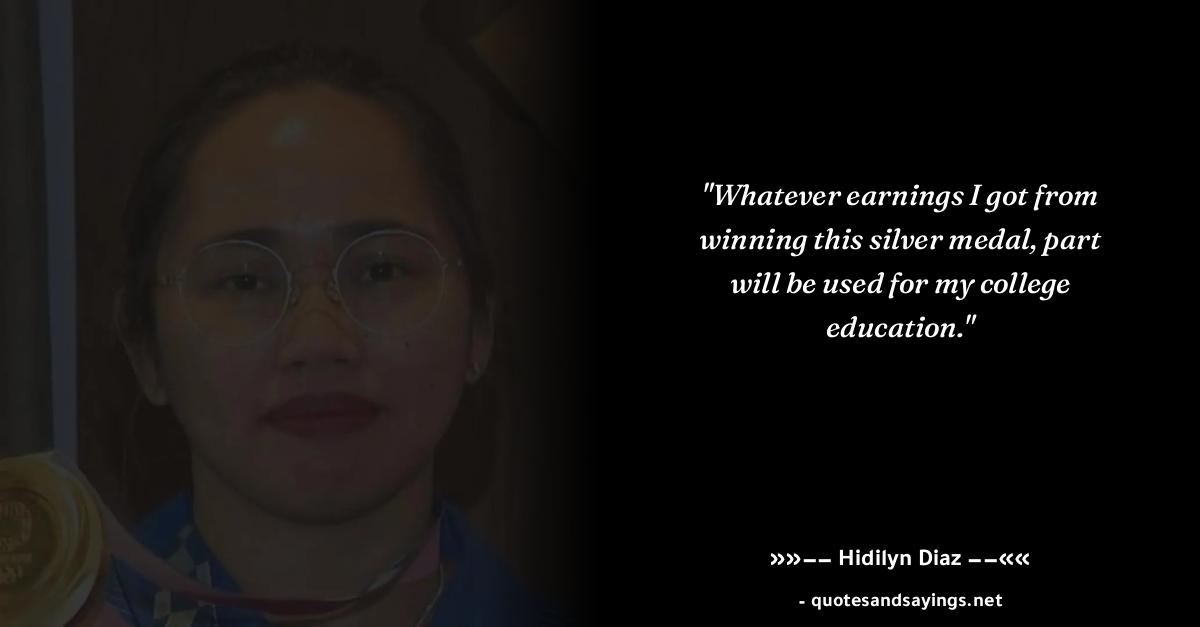 "Whatever earnings I got from
winning this silver medal, part
will be used for my college
education."
»»–– Hidilyn Diaz ––««
- quotesandsayings.net